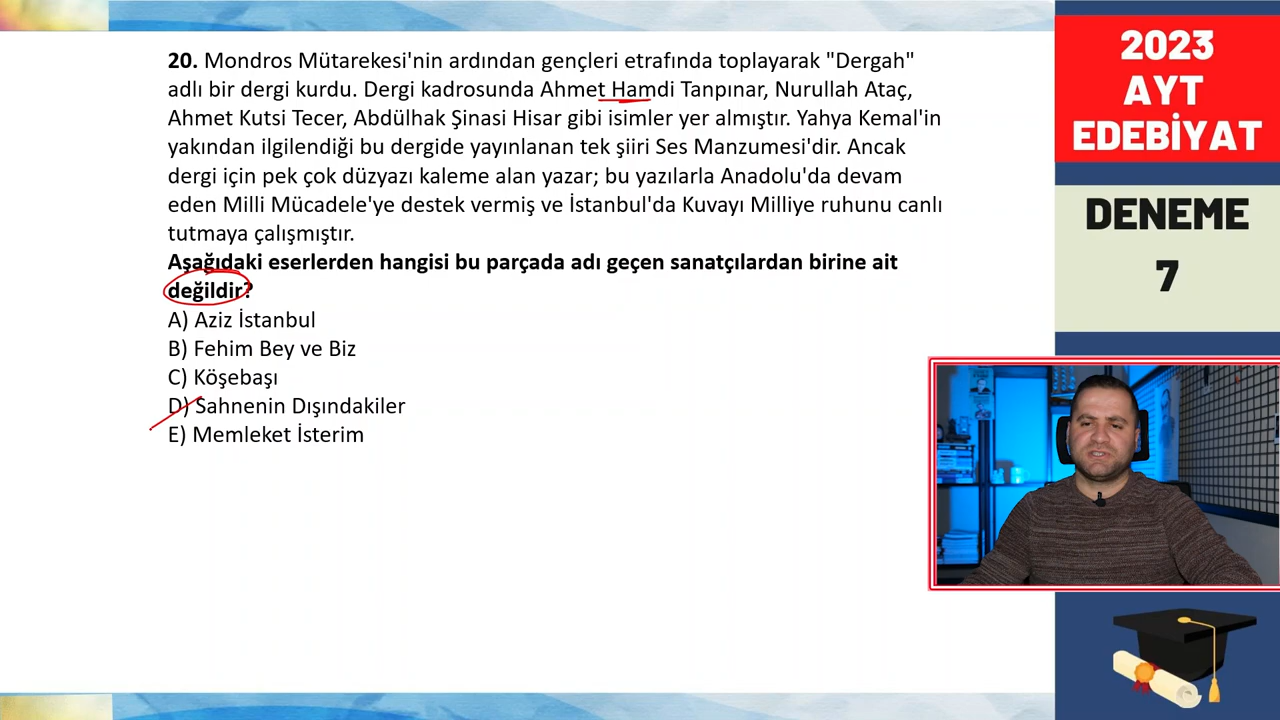 20. Mondros Mütarekesi'nin ardından gençleri etrafında toplayarak "Dergah"
adlı bir dergi kurdu. Dergi kadrosunda Ahmet Hamdi Tanpınar, Nurullah Ataç,
Ahmet Kutsi Tecer, Abdülhak Şinasi Hisar gibi isimler yer almıştır. Yahya Kemal'in
yakından ilgilendiği bu dergide yayınlanan tek şiiri Ses Manzumesi'dir. Ancak
dergi için pek çok düzyazı kaleme alan yazar; bu yazılarla Anadolu'da devam
eden Milli Mücadele'ye destek vermiş ve İstanbul'da Kuvayı Milliye ruhunu canlı
tutmaya çalışmıştır.
Aşağıdaki eserlerden hangisi bu parçada adı geçen sanatçılardan birine ait
değildir?
A) Aziz İstanbul
B) Fehim Bey ve Biz
C) Köşebaşı
D) Sahnenin Dışındakiler
E) Memleket İsterim
2023
AYT
EDEBİYAT
DENEME
7